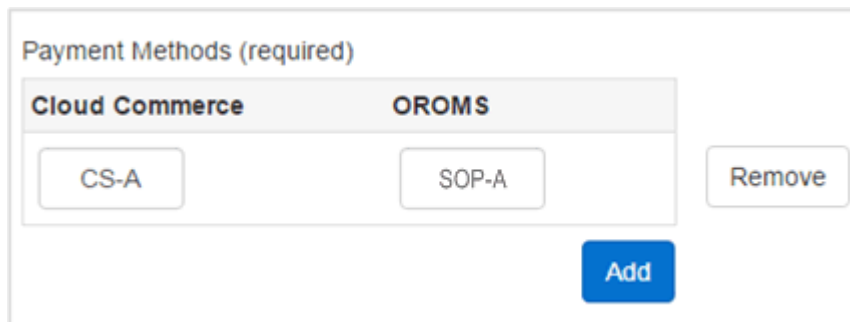 Payment Methods (required)
Cloud Commerce OROMS
CS-A SOP-A Remove
Add